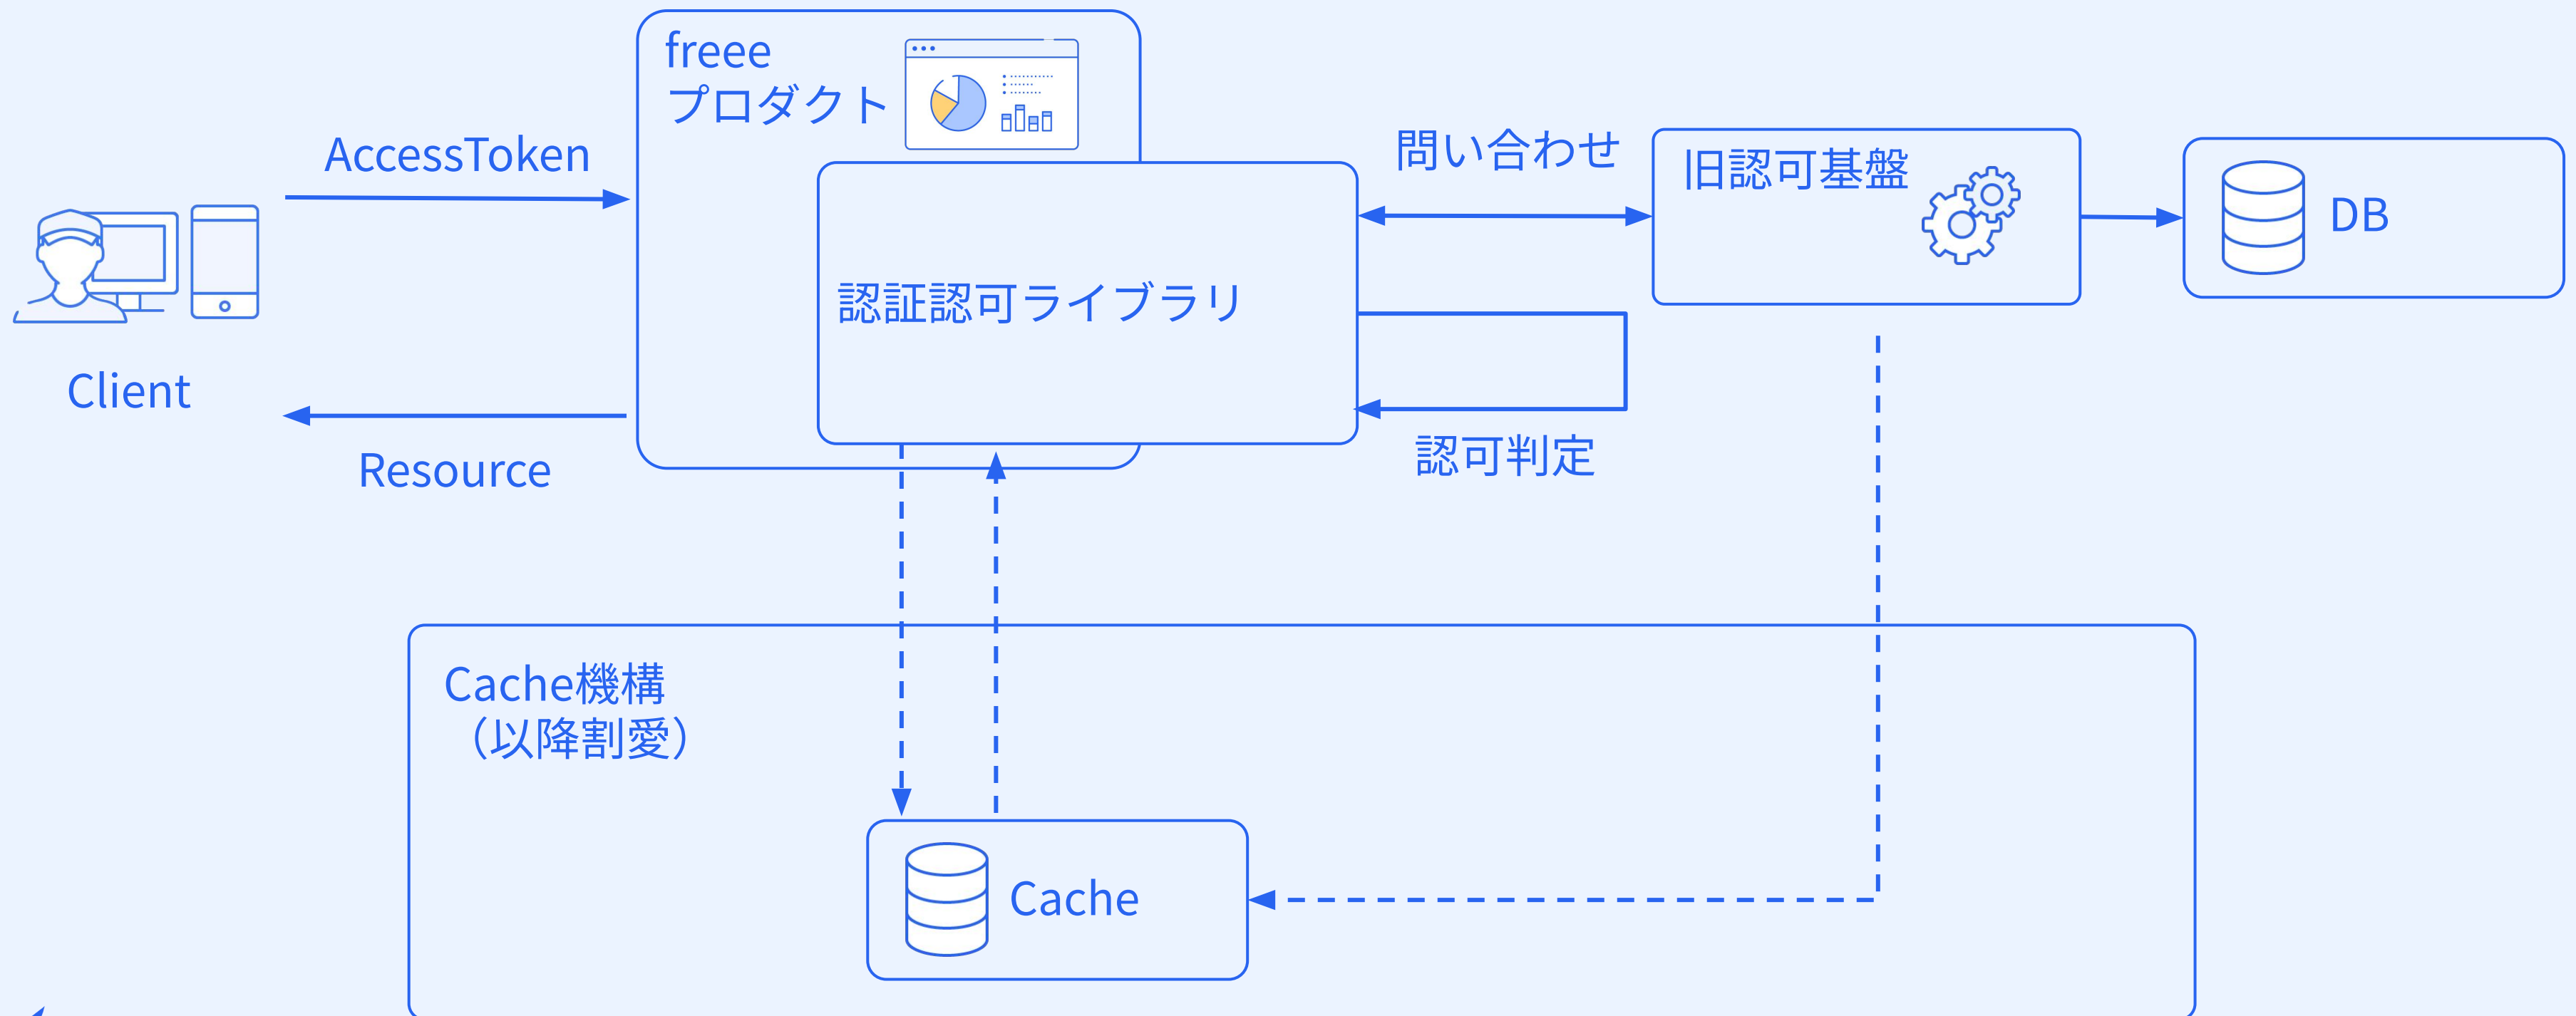 freee
プロダクト
AccessToken
問い合わせ
旧認可基盤
DB
認証認可ライブラリ
Client
認可判定
Resource
Cache機構
（以降割愛）
Cache